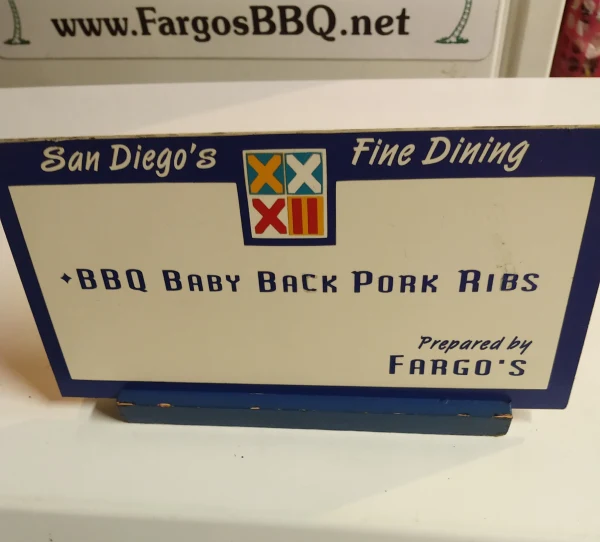 www.FargosBBQ.net
San Diego's
Fine Dining
XX
XII
BBQ Baby Back Pork Ribs
Prepared by
Fargo's